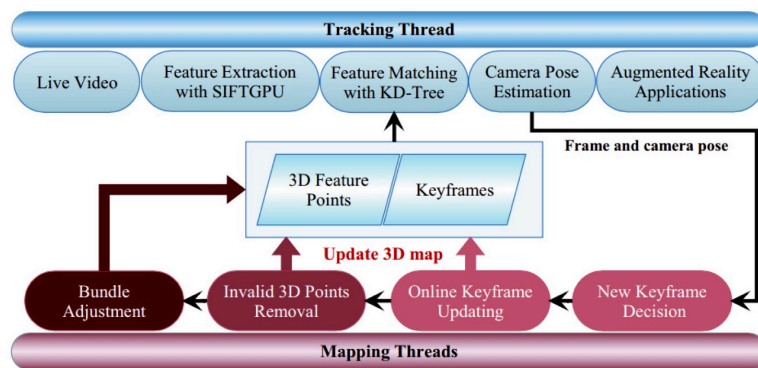 Tracking Thread
Live Video
Feature Extraction
with SIFTGPU
Feature Matching
with KD-Tree
Camera Pose
Estimation
Augmented Reality
Applications
Frame and camera pose
3D Feature
Points
Keyframes
Update 3D map
Bundle
Adjustment
Invalid 3D Points
Removal
Online Keyframe
Updating
New Keyframe
Decision
Mapping Threads